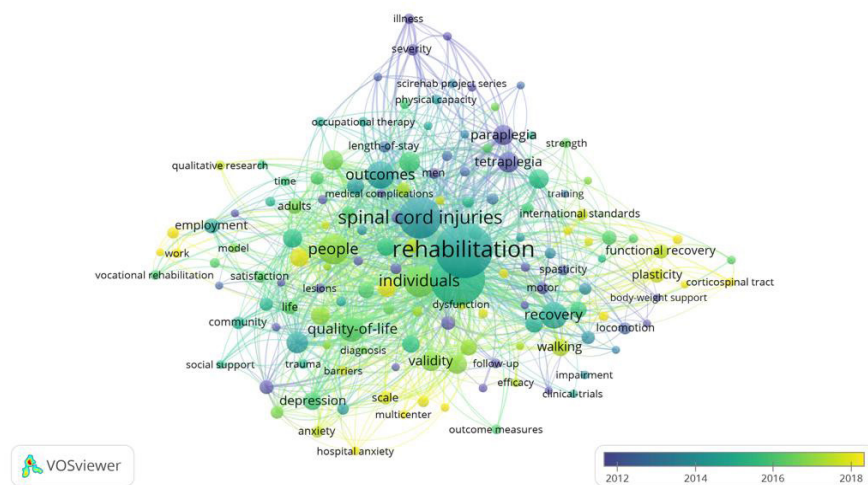 illness
severity
scirehab project series
physical capacity
occupational therapy
paraplegia
strength
length-of-stay
tetraplegia
qualitative research
outcomes
men
time
medical complications
training
adults
spinal cord injuries
international standards
employment
model
people
rehabilitation
functional recovery
work
vocational rehabilitation
satisfaction
individuals
spasticity
plasticity
corticospinal tract
lesions
motor
body-weight support
life
dysfunction
recovery
community
quality-of-life
locomotion
diagnosis
walking
social support
trauma
validity
follow-up
barriers
impairment
efficacy
clinical-trials
depression
scale
multicenter
anxiety
outcome measures
hospital anxiety
VOSviewer
2012 2014 2016 2018